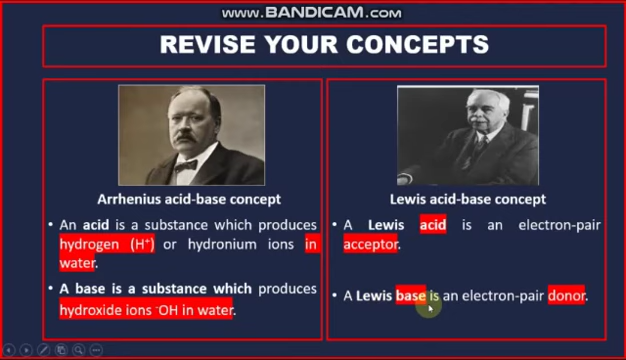 www.BANDICAM.com
REVISE YOUR CONCEPTS
Arrhenius acid-base concept
• An acid is a substance which produces
hydrogen (H⁺) or hydronium ions in
water.
• A base is a substance which produces
hydroxide ions ⁻OH in water.
Lewis acid-base concept
• A Lewis acid is an electron-pair
acceptor.
• A Lewis base is an electron-pair donor.